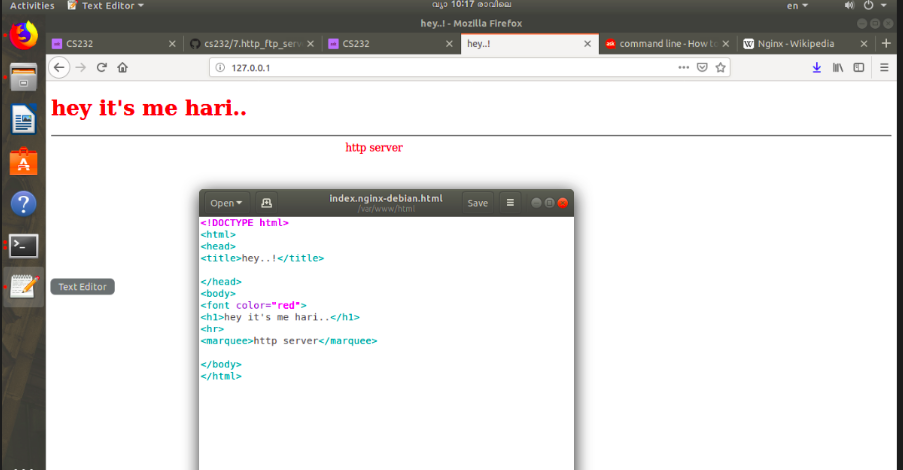 Activities Text Editor വ്യാ 10:17 രാവിലെ en
hey..! - Mozilla Firefox
CS232 cs232/7.http_ftp_serv CS232 hey..! command line - How to Nginx - Wikipedia
127.0.0.1
hey it's me hari..
http server
Open index.nginx-debian.html Save
/var/www/html
<!DOCTYPE html>
<html>
<head>
<title>hey..!</title>
</head>
<body>
<font color="red">
<h1>hey it's me hari..</h1>
<hr>
<marquee>http server</marquee>
</body>
</html>
Text Editor